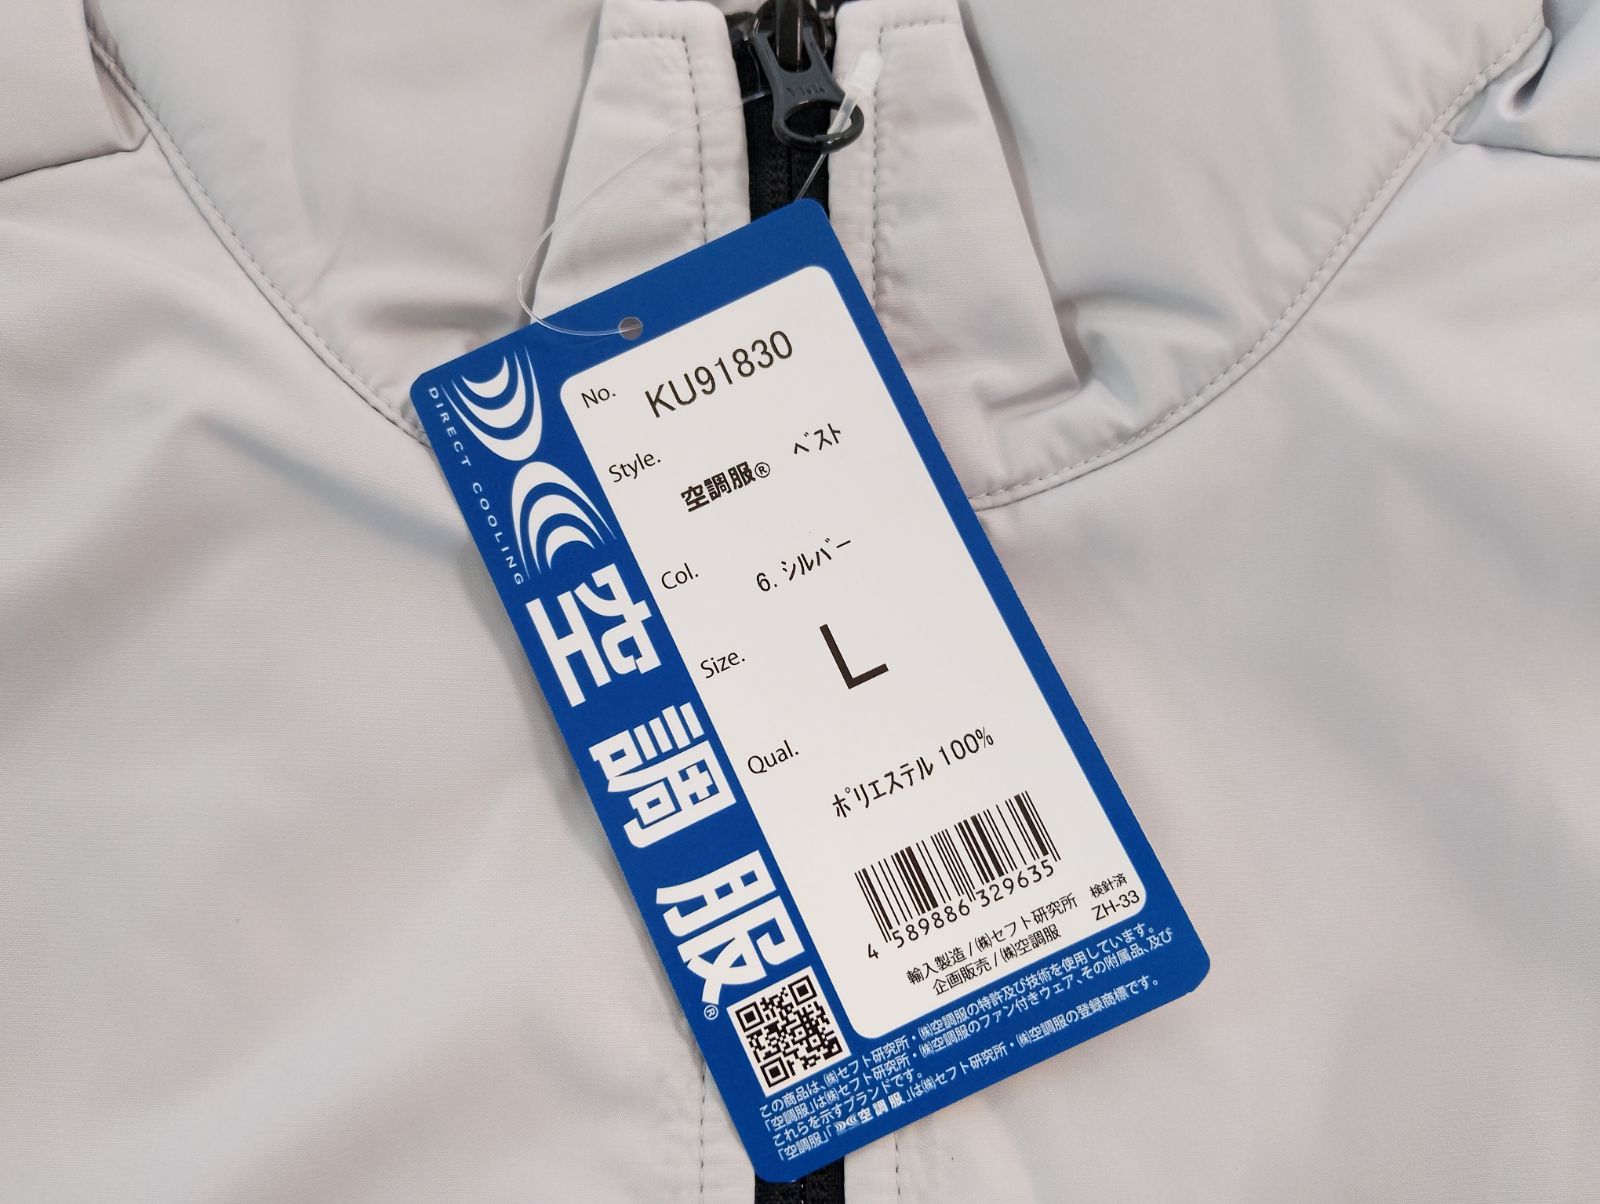 DIRECT COOLING
空調服®
No. KU91830
Style. 空調服® ベスト
Col. 6. シルバー
Size. L
Qual. ポリエステル 100%
4 589886 329635
輸入製造 / ㈱セフト研究所
企画販売 / ㈱空調服
検針済
ZH-33
この商品は、㈱セフト研究所・㈱空調服の特許及び技術を使用しています。
「空調服」は㈱セフト研究所・㈱空調服のファン付きウェア、その附属品、及び
これらを示すブランドです。
「空調服」「空調服」は㈱セフト研究所・㈱空調服の登録商標です。